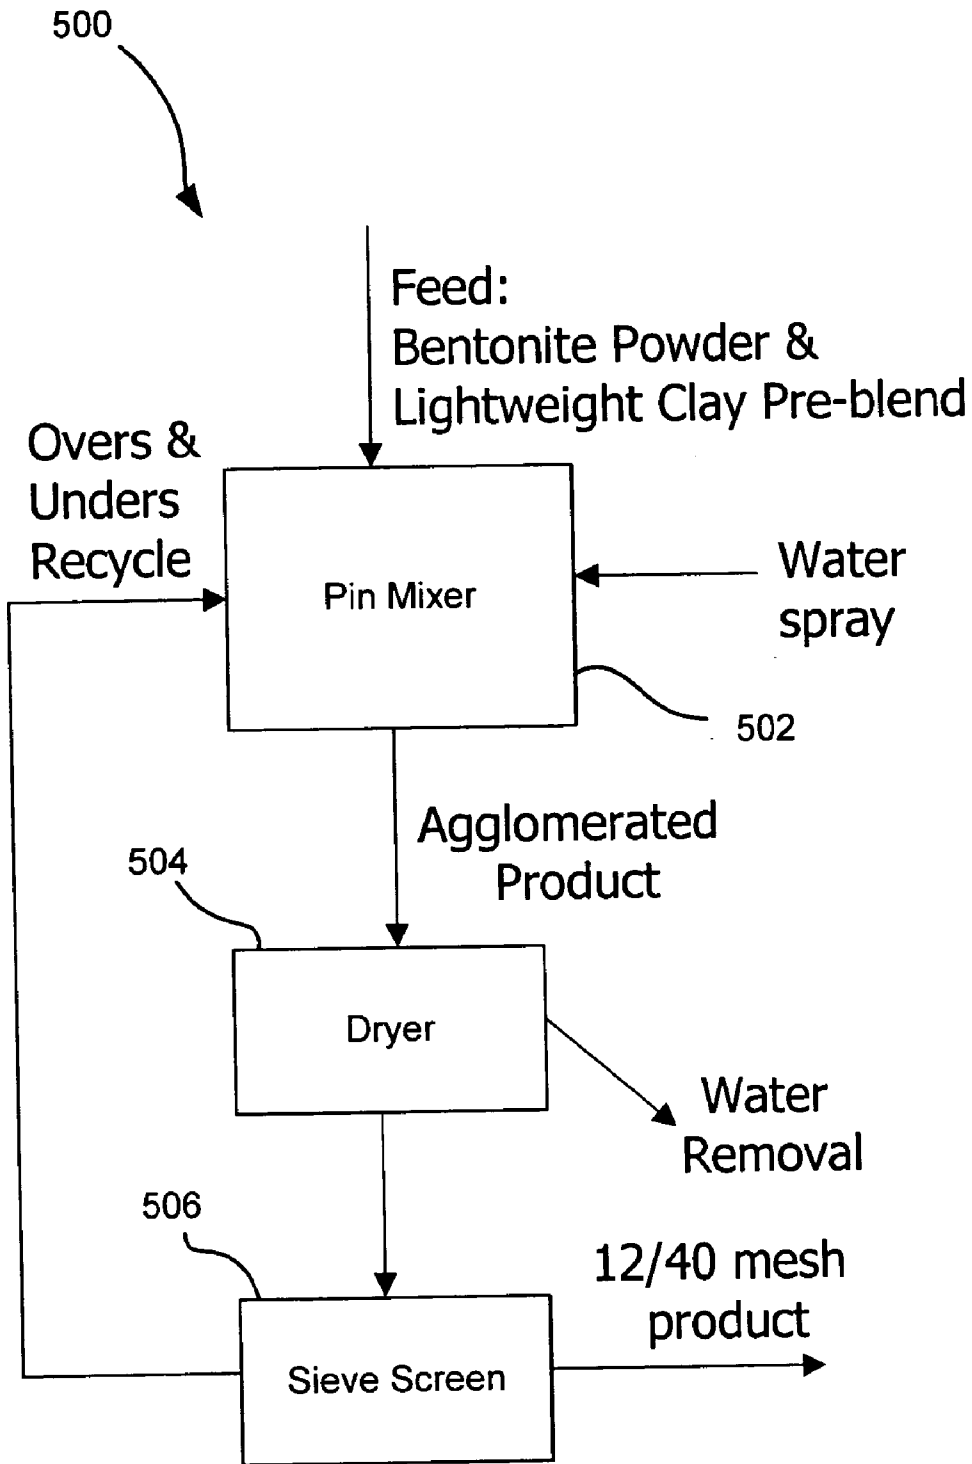 500
Feed:
Bentonite Powder &
Lightweight Clay Pre-blend
Overs &
Unders
Recycle
Pin Mixer
Water
spray
502
Agglomerated
Product
504
Dryer
Water
Removal
506
12/40 mesh
product
Sieve Screen